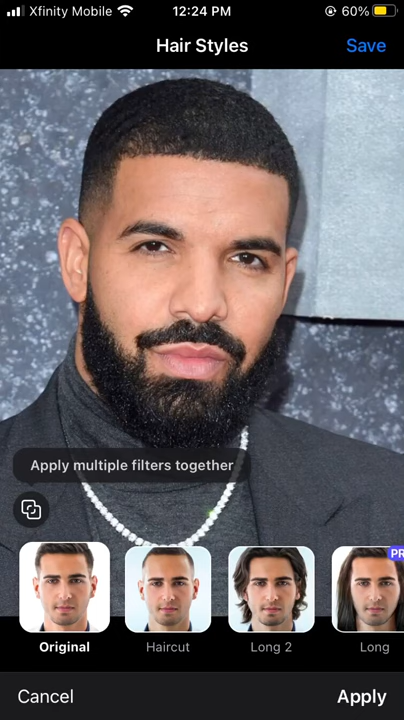 Xfinity Mobile 12:24 PM 60%
Hair Styles Save
Apply multiple filters together
PR
Original Haircut Long 2 Long
Cancel Apply